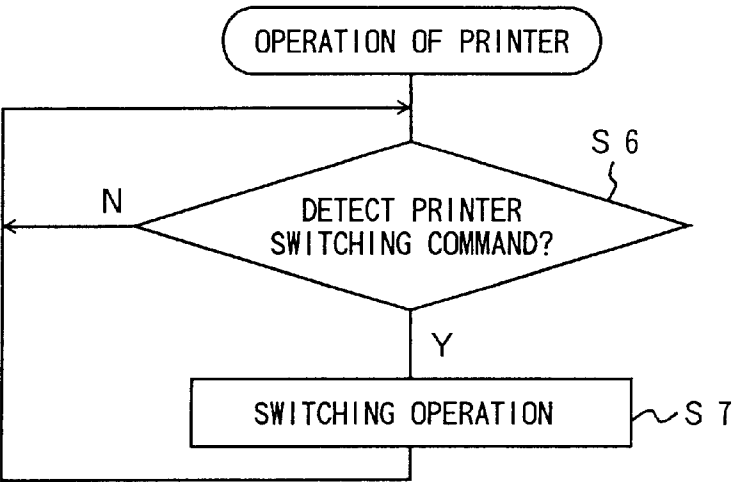 OPERATION OF PRINTER
S 6
N
DETECT PRINTER
SWITCHING COMMAND?
Y
SWITCHING OPERATION
S 7